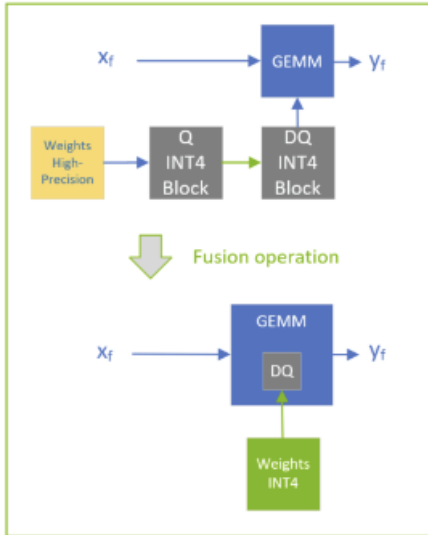 xf
GEMM
yf
Weights
High-
Precision
Q
INT4
Block
DQ
INT4
Block
Fusion operation
GEMM
xf
yf
DQ
Weights
INT4